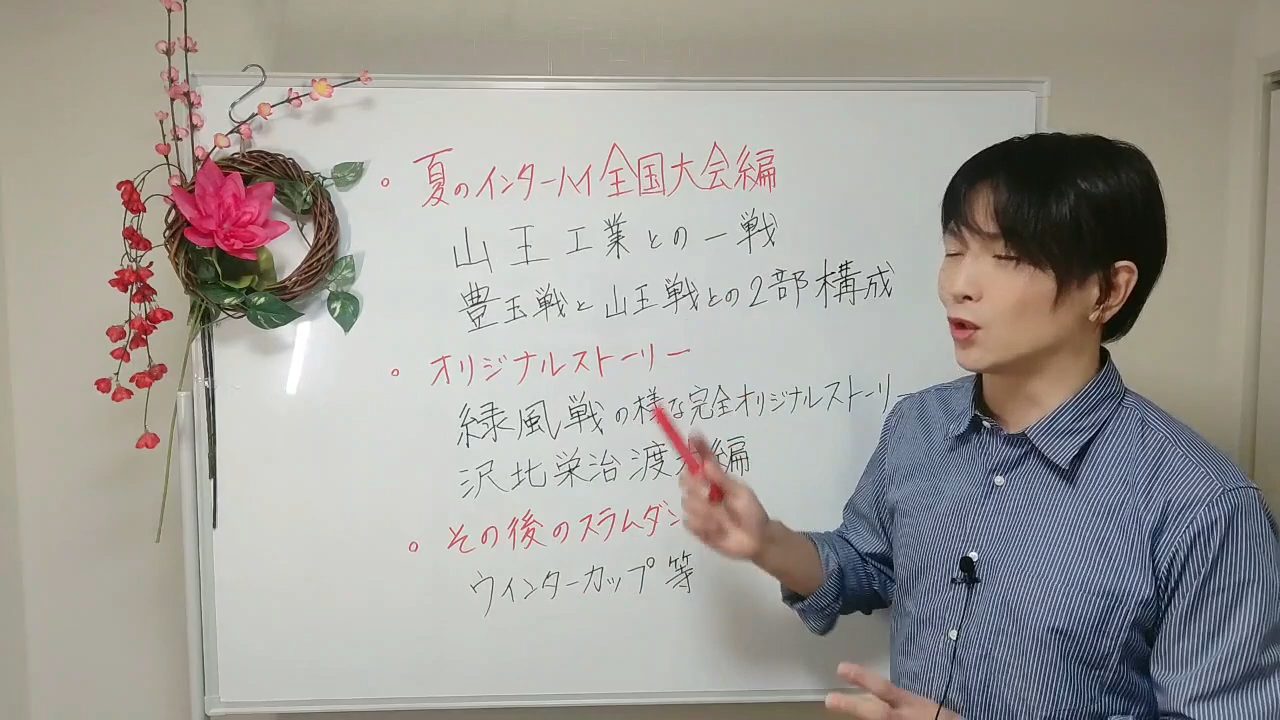 。夏のインターハイ全国大会編
山王工業との一戦
豊玉戦と山王戦との2部構成
。オリジナルストーリー
緑風戦の様な完全オリジナルストーリー
沢北栄治渡米編
。その後のスラムダン
ウィンターカップ等